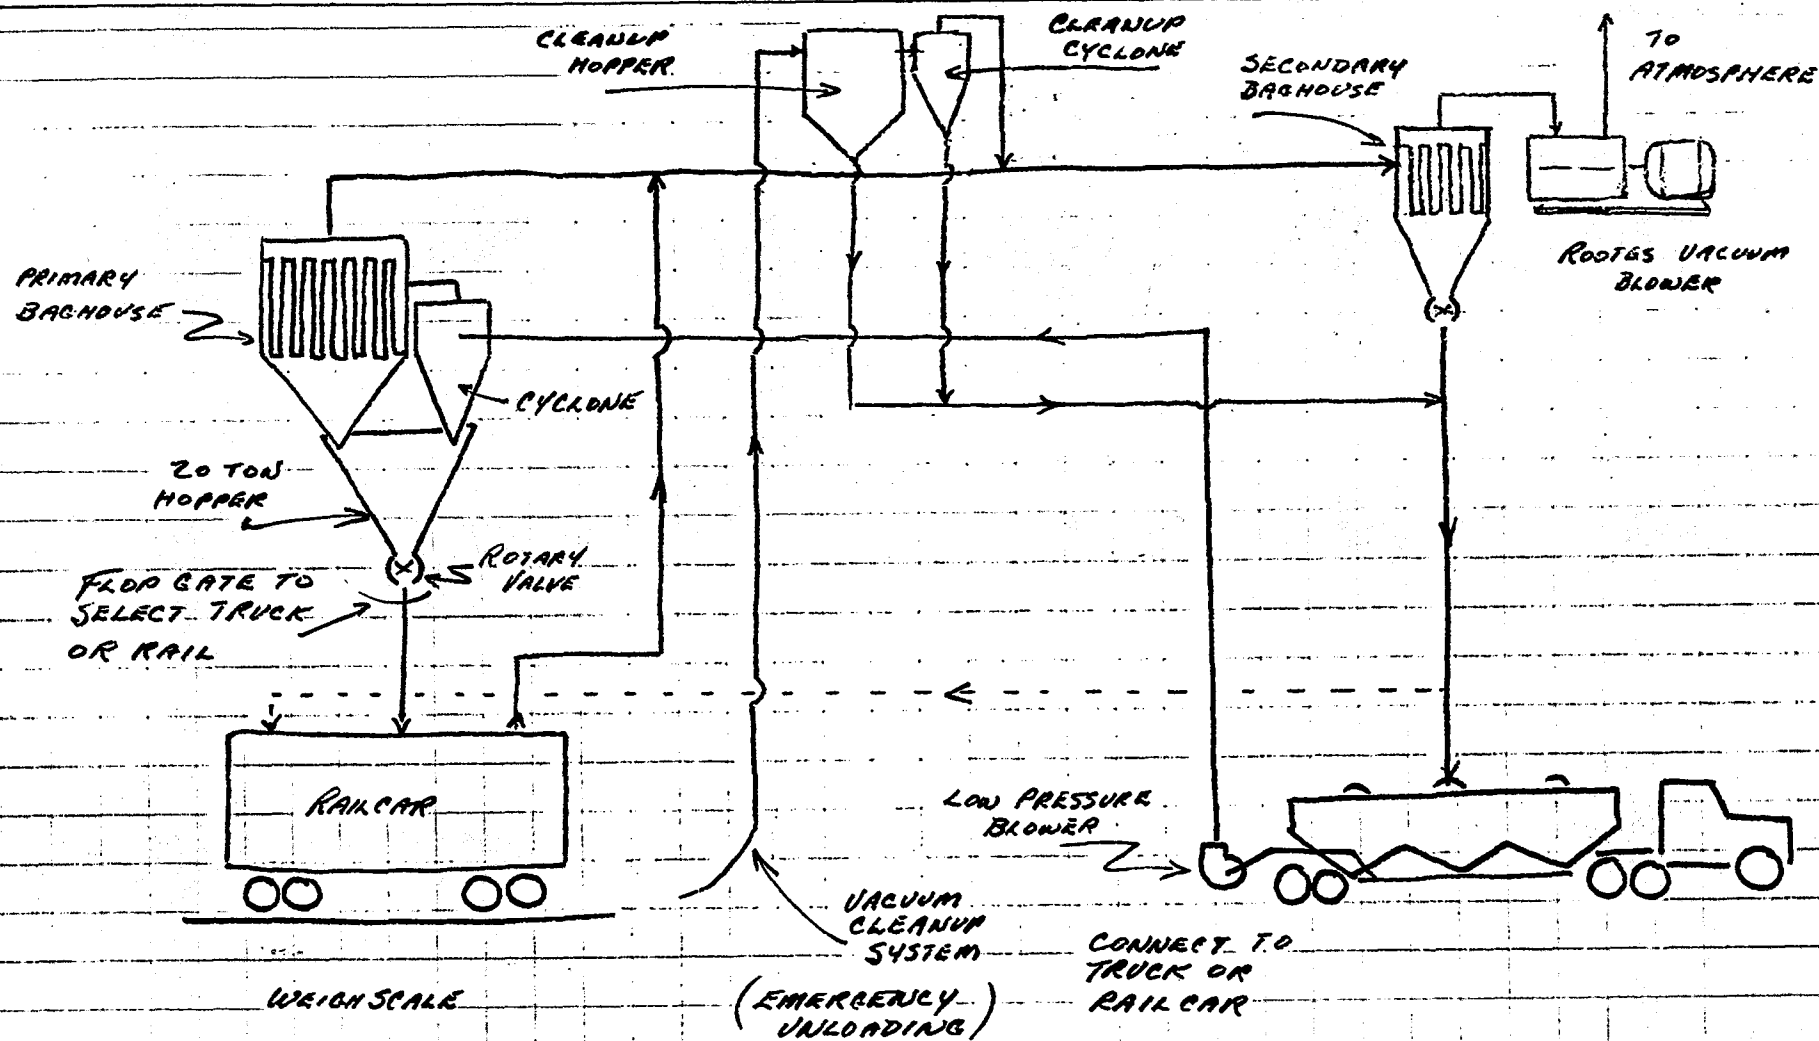 CLEANUP
HOPPER
CLEANUP
CYCLONE
SECONDARY
BAGHOUSE
TO
ATMOSPHERE
ROOTES VACUUM
BLOWER
PRIMARY
BAGHOUSE
CYCLONE
20 TON
HOPPER
ROTARY
VALVE
FLOP GATE TO
SELECT TRUCK
OR RAIL
RAILCAR
LOW PRESSURE
BLOWER
VACUUM
CLEANUP
SYSTEM
(EMERGENCY
UNLOADING)
CONNECT TO
TRUCK OR
RAILCAR
WEIGH SCALE